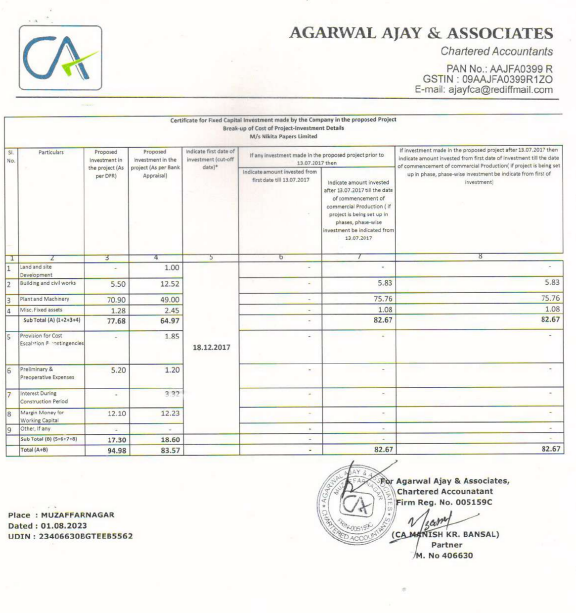 CA
AGARWAL AJAY & ASSOCIATES
Chartered Accountants
PAN No.: AAJFA0399 R
GSTIN : 09AAJFA0399R1ZO
E-mail: ajayfca@rediffmail.com
Certificate for Fixed Capital Investment made by the Company in the proposed Project
Break-up of Cost of Project-Investment Details
M/s Nikita Papers Limited
Sl. No. Particulars Proposed investment in the project (As per DPR) Proposed investment in the project (As per Bank Appraisal) Indicate first date of investment (cut-off date)* If any investment made in the proposed project prior to 13.07.2017 then If investment made in the proposed project after 13.07.2017 then indicate amount invested from first date of investment till the date of commencement of commercial Production( if project is being set up in phase, phase-wise investment be indicate from first of investment)
Indicate amount invested from first date till 13.07.2017 Indicate amount invested after 13.07.2017 till the date of commencement of commercial Production ( if project is being set up in phases, phase-wise investment be indicated from 13.07.2017
1 2 3 4 5 6 7 8
1 Land and site Development - 1.00 - - -
2 Building and civil works 5.50 12.52 - 5.83 5.83
3 Plant and Machinery 70.90 49.00 - 75.76 75.76
4 Misc. Fixed assets 1.28 2.45 - 1.08 1.08
Sub Total (A) (1+2+3+4) 77.68 64.97 - 82.67 82.67
5 Provision for Cost Escalation - 1.85 - - -
18.12.2017
6 Preliminary & Preoperative Expenses 5.20 1.20 - - -
7 Interest During Construction Period - - - -
8 Margin Money for Working Capital 12.10 12.23 - - -
9 Other, if any - - - - -
Sub Total (B) (5+6+7+8) 17.30 18.60 - - -
Total (A+B) 94.98 83.57 - 82.67 82.67
For Agarwal Ajay & Associates,
Chartered Accounatant
Firm Reg. No. 005159C
AGARWAL AJAY & ASSOCIATES
MUZAFFARNAGAR
CA
FRN-005159C
CHARTERED ACCOUNTANTS
(CA MANISH KR. BANSAL)
Partner
M. No 406630
Place : MUZAFFARNAGAR
Dated : 01.08.2023
UDIN : 23406630BGTEEB5562